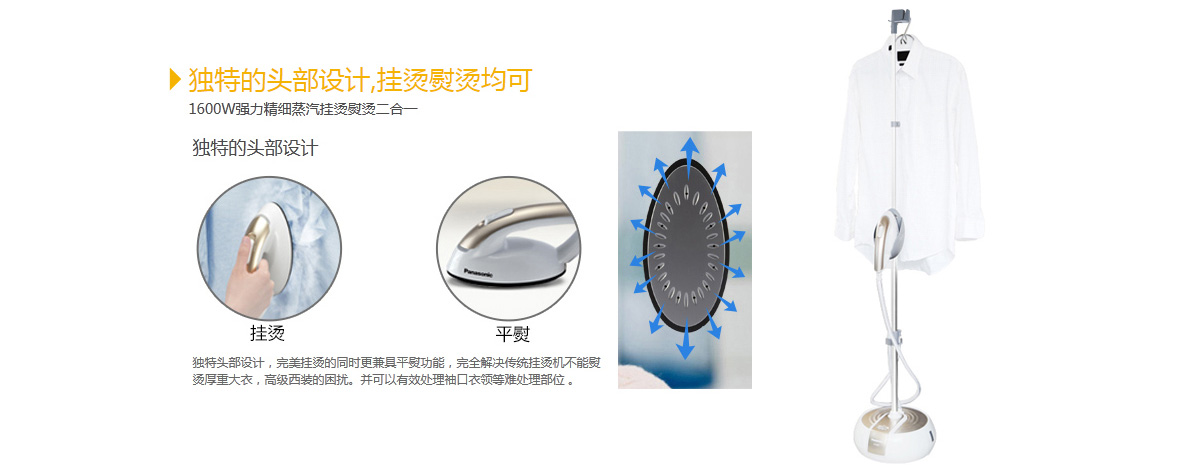 独特的头部设计,挂烫熨烫均可
1600W强力精细蒸汽挂烫熨烫二合一
独特的头部设计
Panasonic
挂烫
平熨
独特头部设计，完美挂烫的同时更兼具平熨功能，完全解决传统挂烫机不能熨
烫厚重大衣，高级西装的困扰。并可以有效处理袖口衣领等难处理部位 。